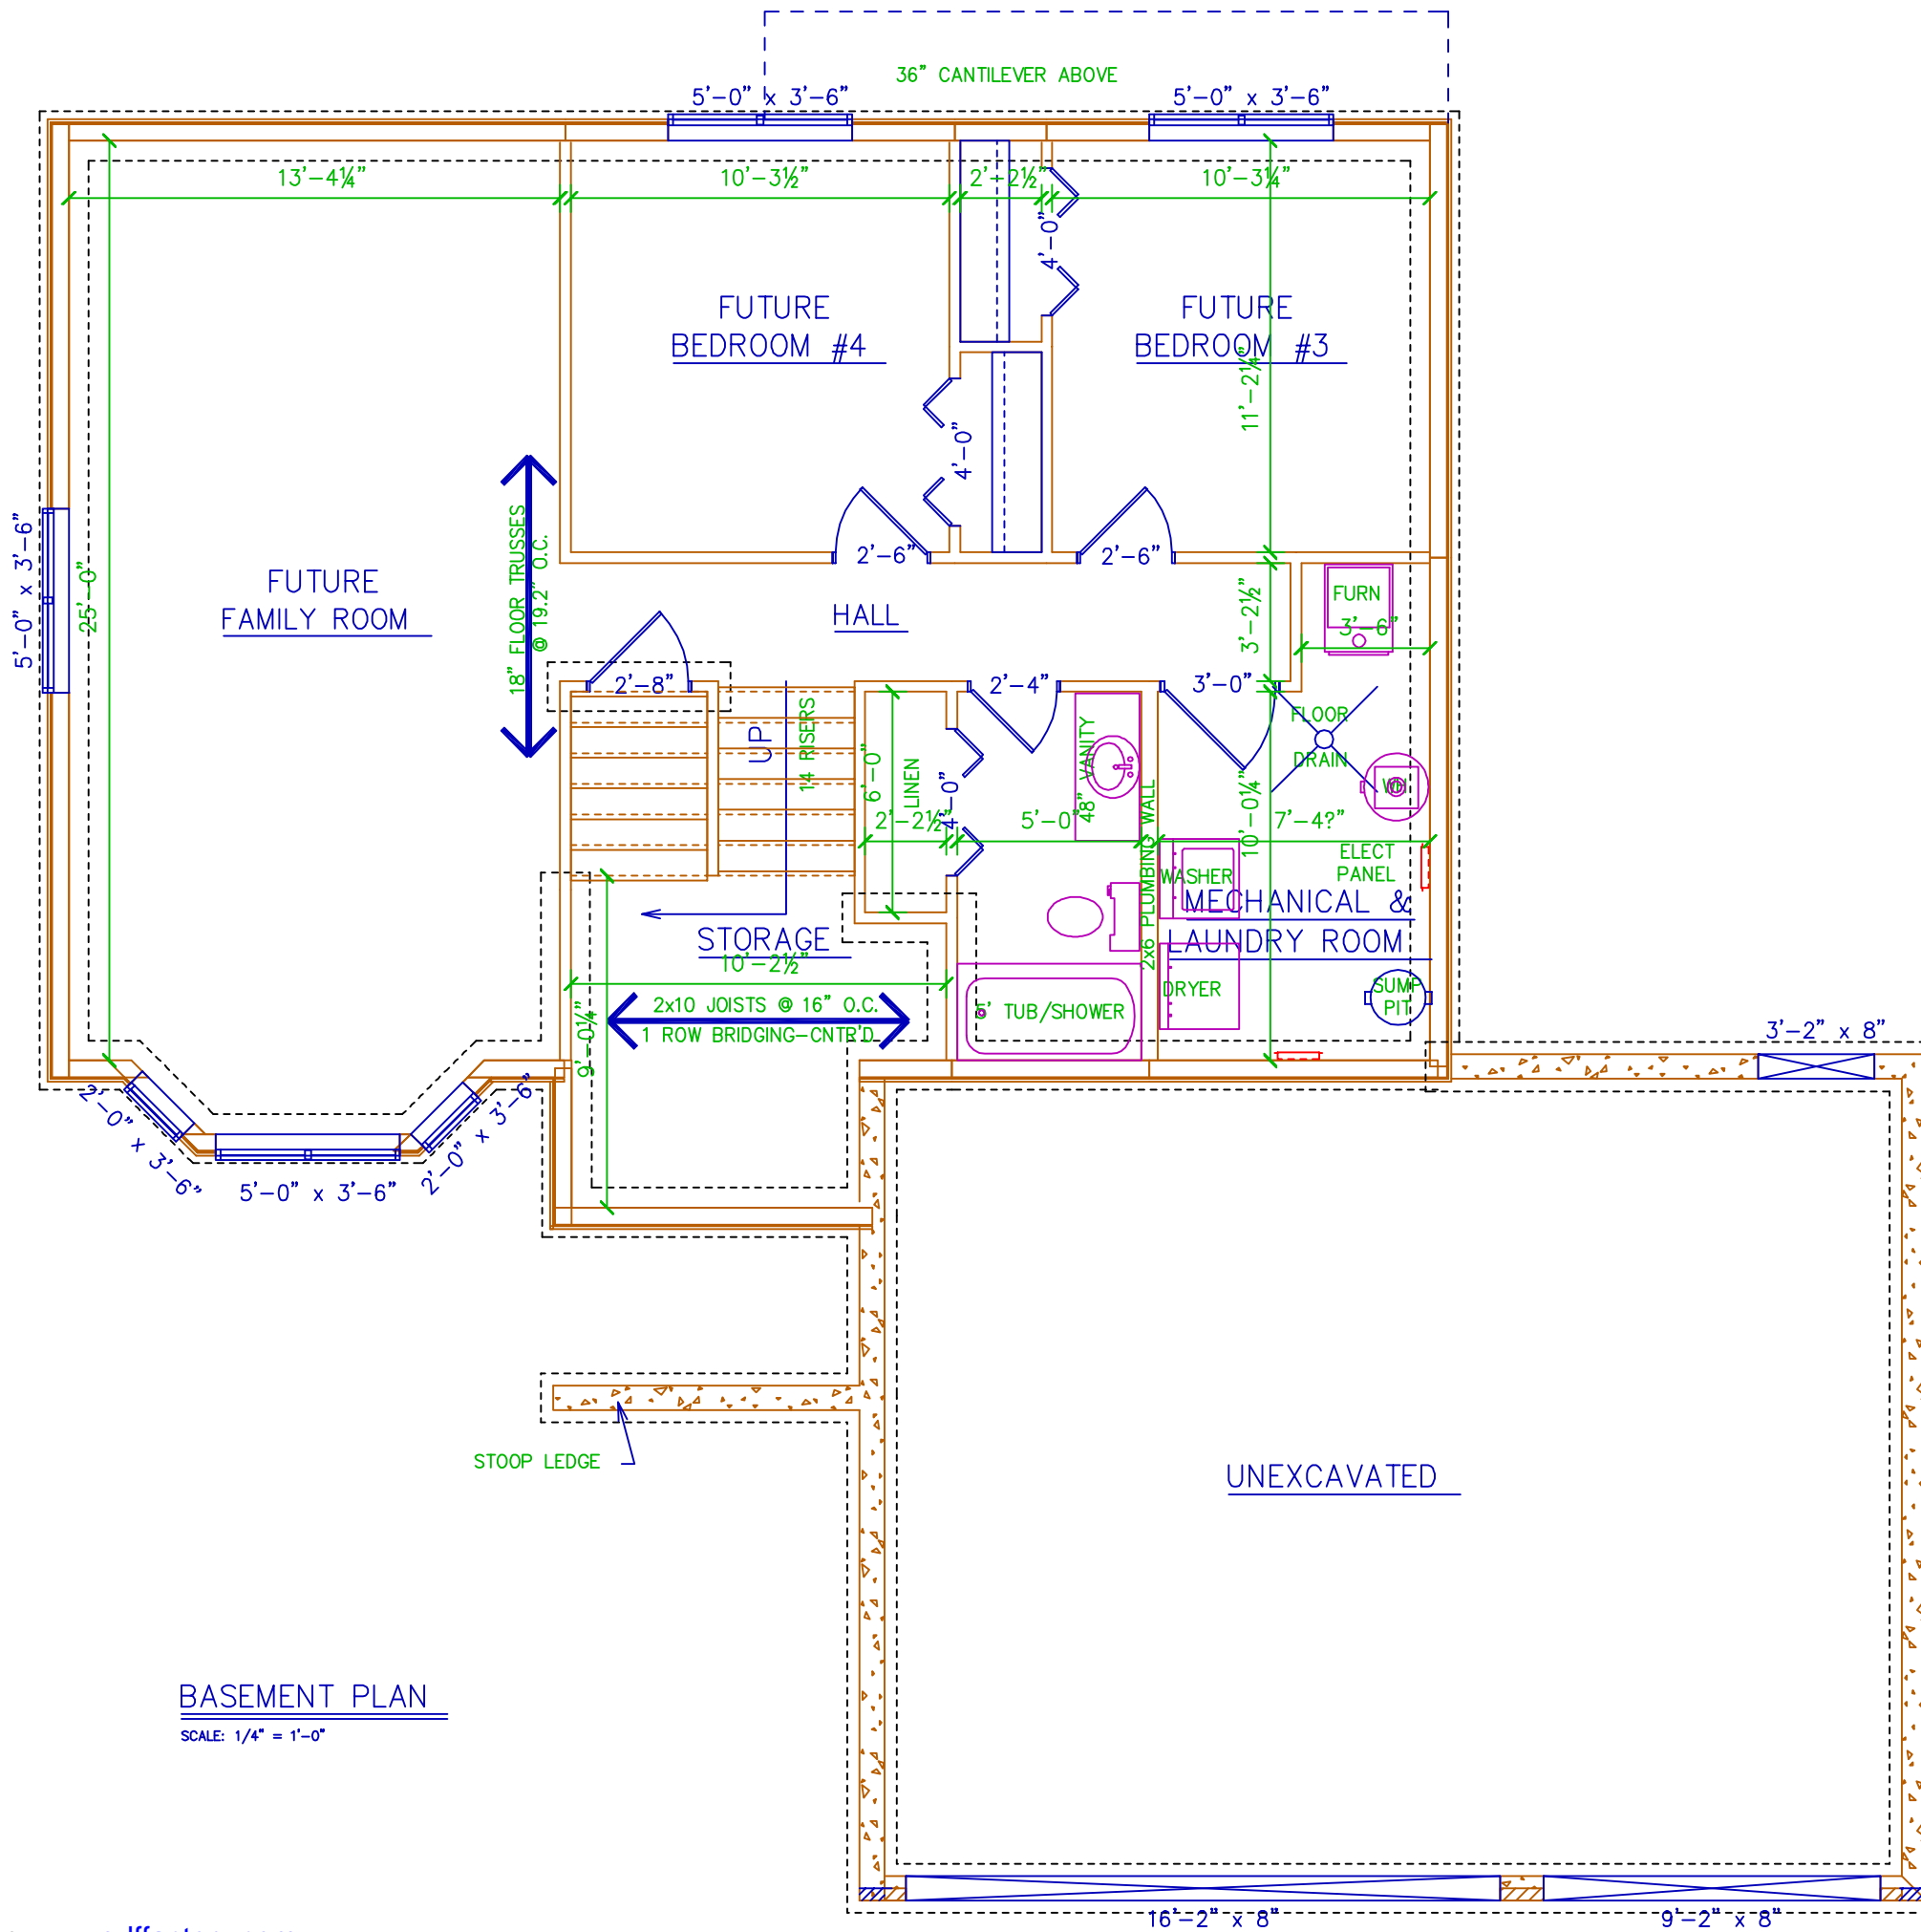 36" CANTILEVER ABOVE
5'-0" x 3'-6"
5'-0" x 3'-6"
13'-4¼"
10'-3½"
2'-2½"
10'-3¼"
4'-0"
FUTURE
BEDROOM #4
FUTURE
BEDROOM #3
11'-2¼"
4'-0"
5'-0" x 3'-6"
25'-0"
FUTURE
FAMILY ROOM
18" FLOOR TRUSSES
@ 19.2" O.C.
2'-6"
2'-6"
HALL
3'-2½"
FURN
3'-6"
2'-8"
2'-4"
3'-0"
UP
14 RISERS
6'-0"
LINEN
4'-0"
48" VANITY
FLOOR
DRAIN
WH
2'-2½"
5'-0"
2x6 PLUMBING WALL
10'-0¼"
7'-4?"
ELECT
PANEL
WASHER
MECHANICAL &
LAUNDRY ROOM
STORAGE
10'-2½"
DRYER
SUMP
PIT
2x10 JOISTS @ 16" O.C.
1 ROW BRIDGING-CNTR'D
5' TUB/SHOWER
9'-0¼"
3'-2" x 8"
2'-0" x 3'-6"
5'-0" x 3'-6"
2'-0" x 3'-6"
STOOP LEDGE
UNEXCAVATED
BASEMENT PLAN
SCALE: 1/4" = 1'-0"
16'-2" x 8"
9'-2" x 8"